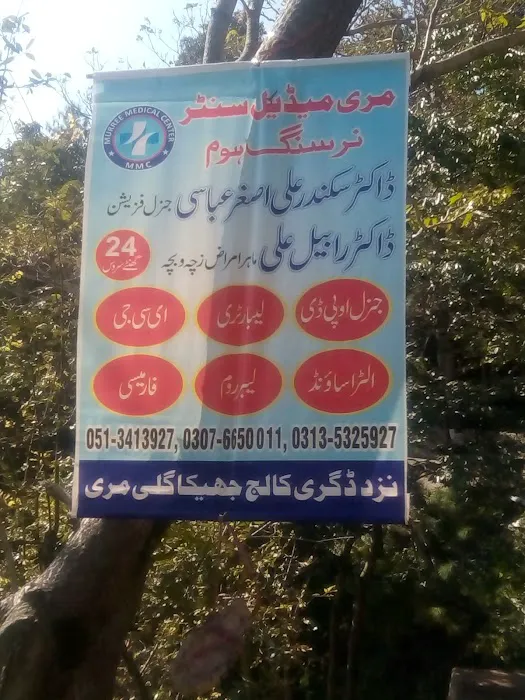 مری میڈیکل سنٹر
MURREE MEDICAL CENTER
MMC
نرسنگ ہوم
ڈاکٹر سکندر علی اصغر عباسی جنرل فزیشن
ڈاکٹر رابیل علی ماہر امراض زچہ و بچہ
24
گھنٹے سروس
جنرل او پی ڈی لیبارٹری ای سی جی
الٹراساؤنڈ لیبر روم فارمیسی
051-3413927, 0307-6650011, 0313-5325927
نزد ڈگری کالج جھیکا گلی مری